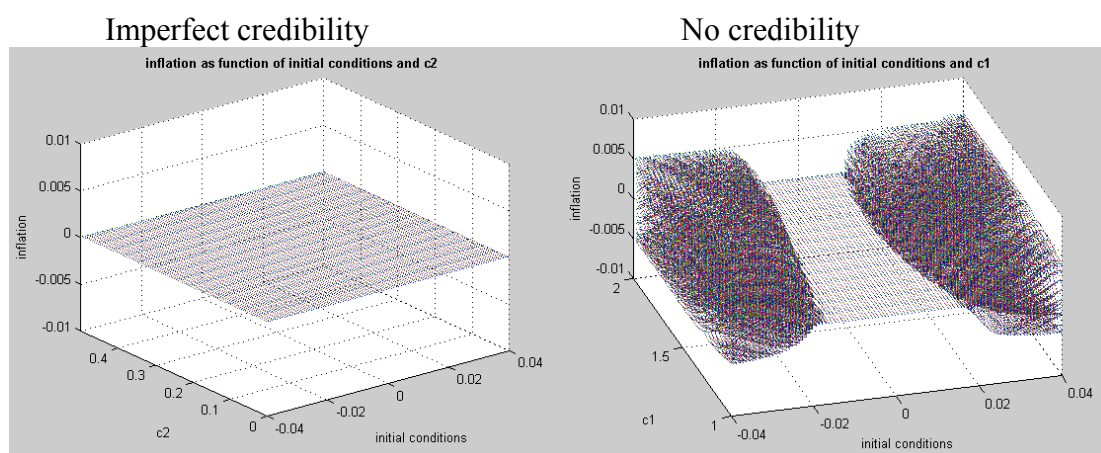 Imperfect credibility
No credibility
inflation as function of initial conditions and c2
0.01
0.005
0
-0.005
-0.01
inflation
0.4
0.3
0.2
0.1
0
c2
-0.04
-0.02
0
0.02
0.04
initial conditions
inflation as function of initial conditions and c1
0.01
0.005
0
-0.005
-0.01
inflation
2
1.5
1
c1
-0.04
-0.02
0
0.02
0.04
initial conditions